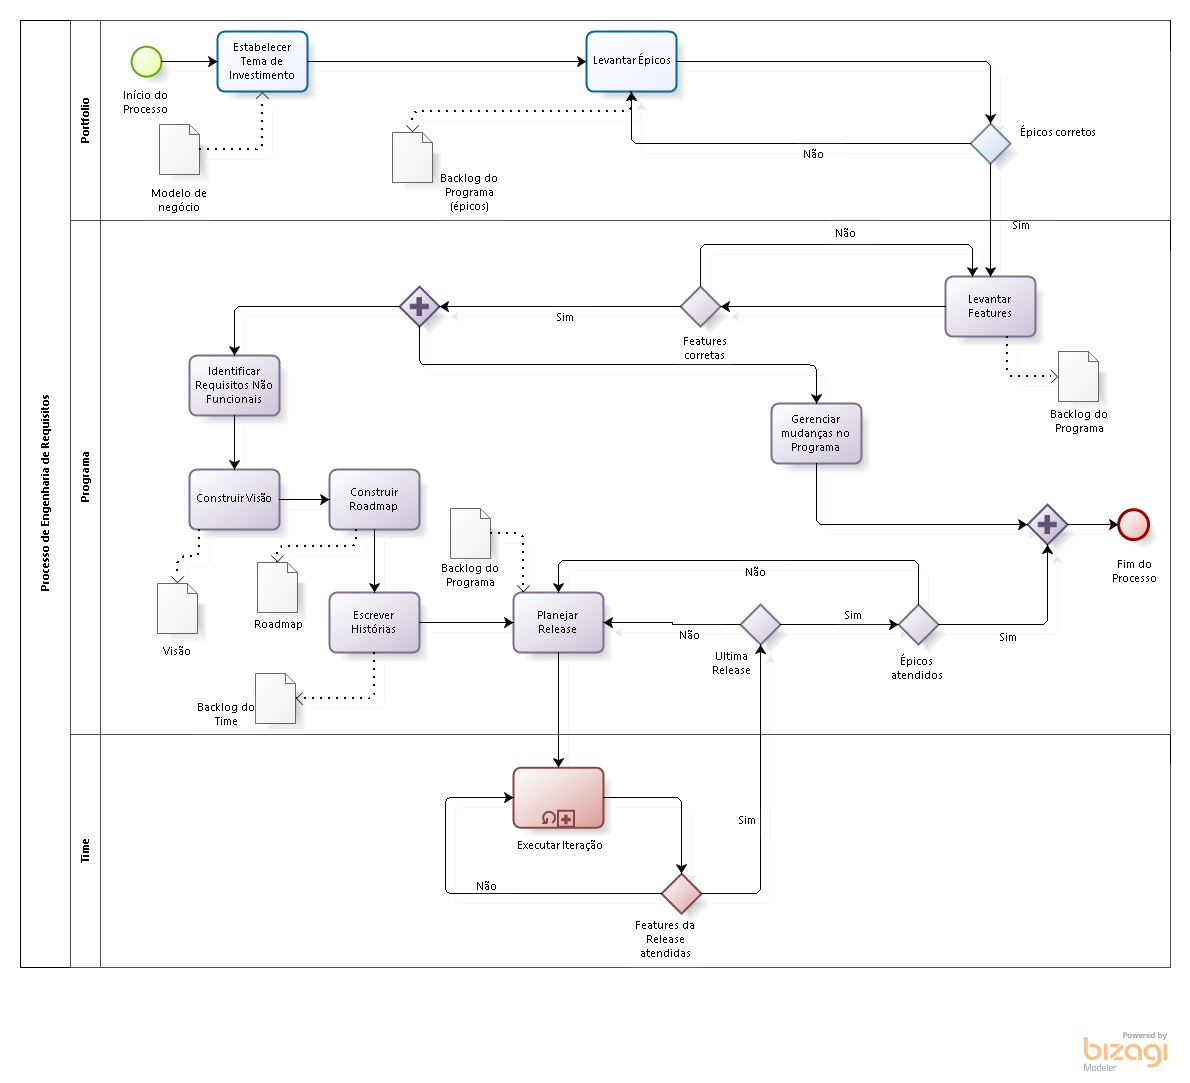 Processo de Engenharia de Requisitos
Portfolio
Início do
Processo
Estabelecer
Tema de
Investimento
Levantar Épicos
Épicos corretos
Não
Modelo de
negócio
Backlog do
Programa
(épicos)
Sim
Programa
Não
Levantar
Features
Sim
Features
corretas
Identificar
Requisitos Não
Funcionais
Backlog do
Programa
Gerenciar
mudanças no
Programa
Construir Visão
Construir
Roadmap
Backlog do
Programa
Fim do
Processo
Não
Visão
Roadmap
Escrever
Histórias
Planejar
Release
Não
Ultima
Release
Sim
Épicos
atendidos
Sim
Backlog do
Time
Time
Executar Iteração
Sim
Não
Features da
Release
atendidas
Powered by
bizagi
Modeler